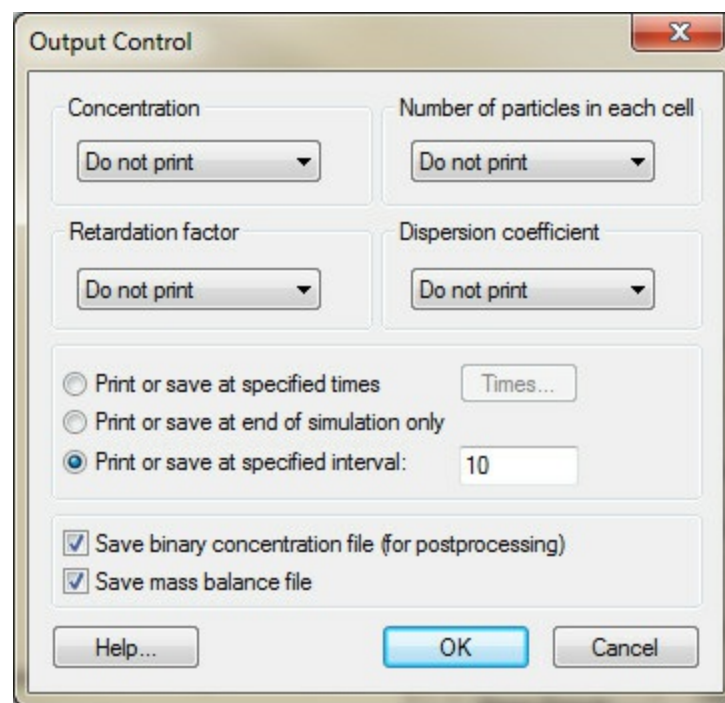 Output Control
X
Concentration
Do not print
Number of particles in each cell
Do not print
Retardation factor
Do not print
Dispersion coefficient
Do not print
Print or save at specified times
Times...
Print or save at end of simulation only
Print or save at specified interval:
10
Save binary concentration file (for postprocessing)
Save mass balance file
Help...
OK
Cancel